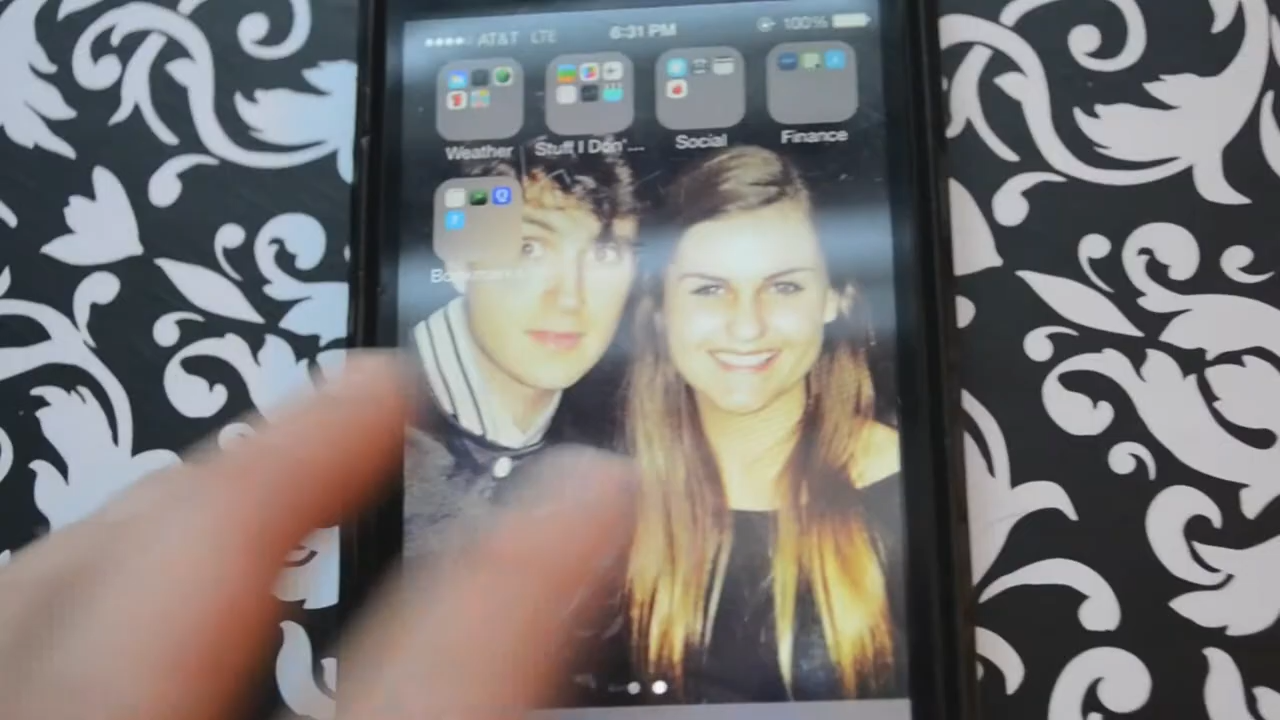 AT&T LTE 6:31 PM 100%
Weather Stuff I Don'... Social Finance